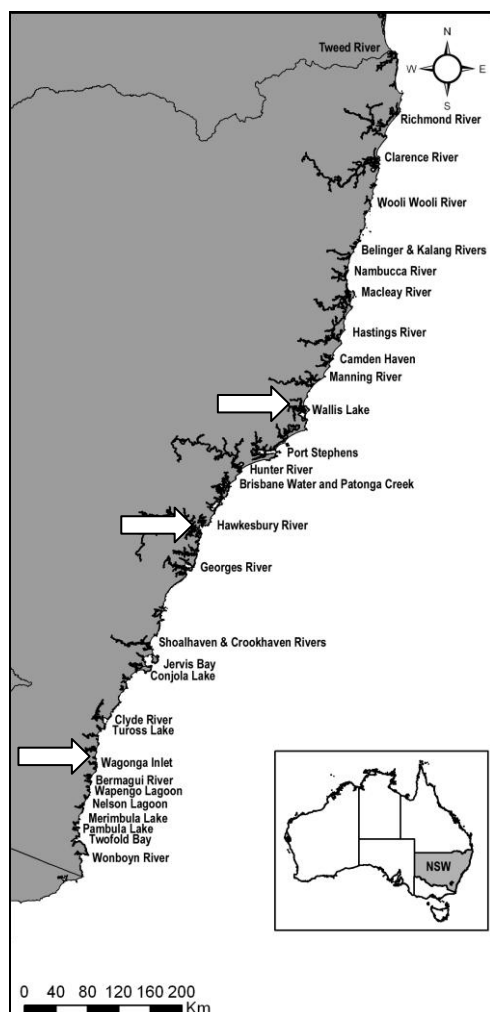 Tweed River
N
W
E
S
Richmond River
Clarence River
Wooli Wooli River
Belinger & Kalang Rivers
Nambucca River
Macleay River
Hastings River
Camden Haven
Manning River
Wallis Lake
Port Stephens
Hunter River
Brisbane Water and Patonga Creek
Hawkesbury River
Georges River
Shoalhaven & Crookhaven Rivers
Jervis Bay
Conjola Lake
Clyde River
Tuross Lake
Wagonga Inlet
Bermagui River
Wapengo Lagoon
Nelson Lagoon
Merimbula Lake
Pambula Lake
Twofold Bay
Wonboyn River
NSW
0 40 80 120 160 200
Km